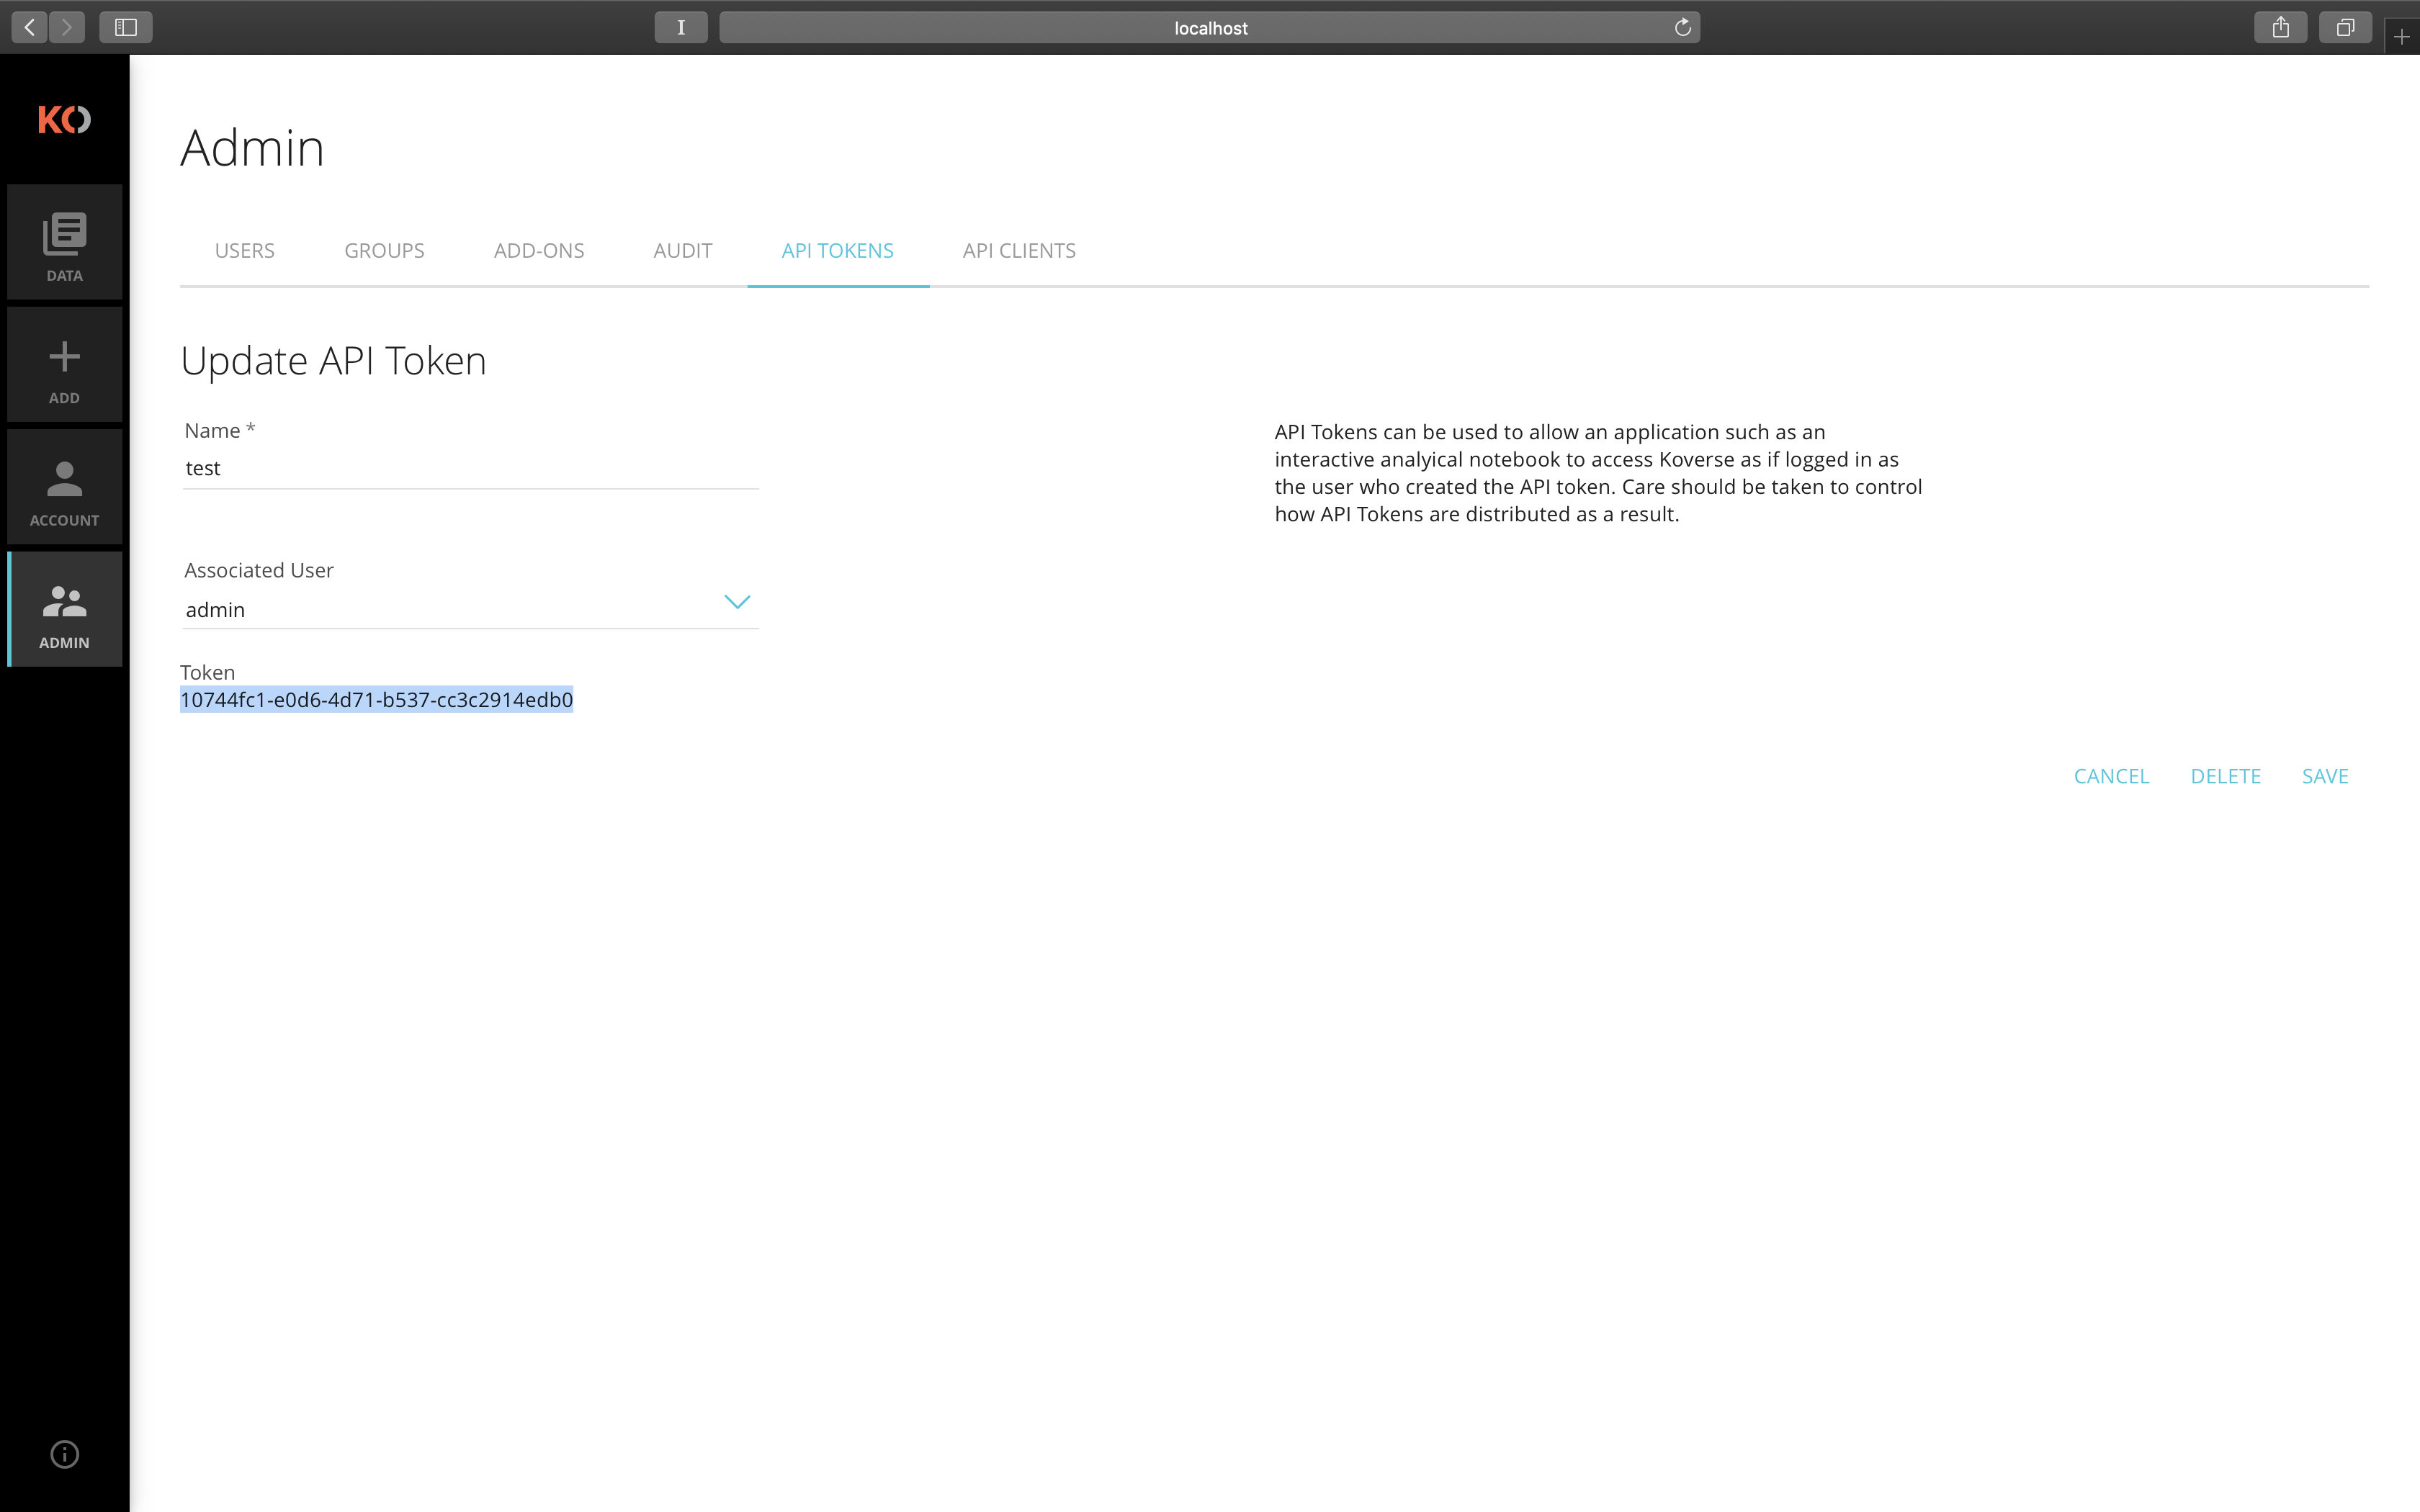 localhost
KO
DATA
ADD
ACCOUNT
ADMIN
Admin
USERS GROUPS ADD-ONS AUDIT API TOKENS API CLIENTS
Update API Token
Name *
test
Associated User
admin
Token
10744fc1-e0d6-4d71-b537-cc3c2914edb0
API Tokens can be used to allow an application such as an
interactive analyical notebook to access Koverse as if logged in as
the user who created the API token. Care should be taken to control
how API Tokens are distributed as a result.
CANCEL DELETE SAVE